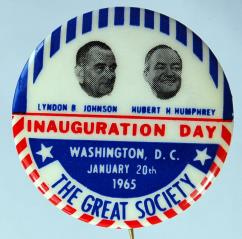 LYNDON B. JOHNSON HUBERT H HUMPHREY
INAUGURATION DAY
WASHINGTON, D.C.
JANUARY 20th
1965
THE GREAT SOCIETY